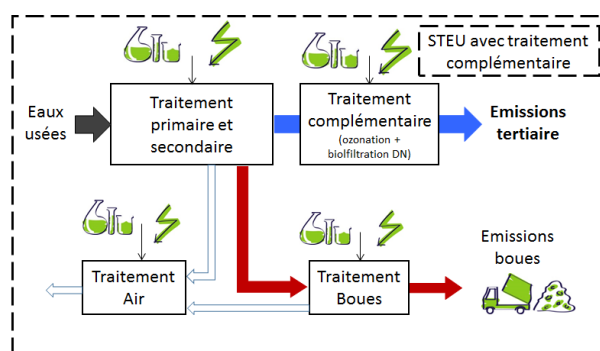 STEU avec traitement
complémentaire
Eaux
usées
Traitement
primaire et
secondaire
Traitement
complémentaire
(ozonation +
biolfiltration DN)
Emissions
tertiaire
Traitement
Air
Traitement
Boues
Emissions
boues